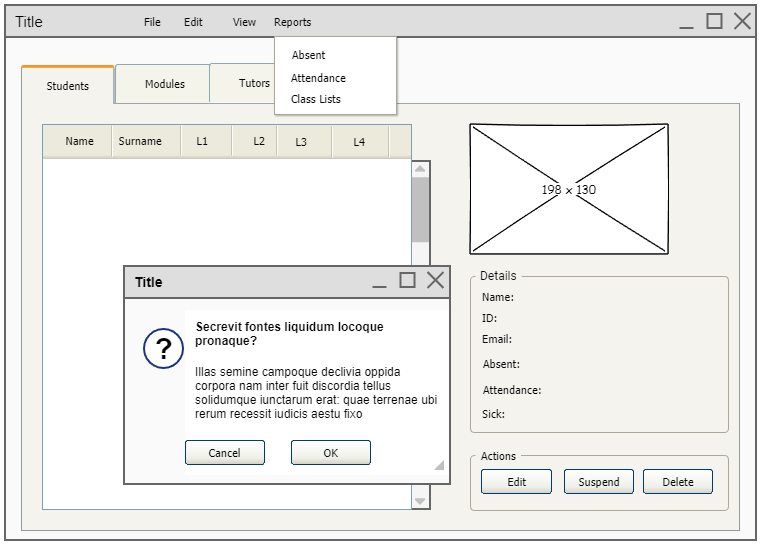 Title
File Edit View Reports
Absent
Attendance
Class Lists
Students Modules Tutors
Name Surname L1 L2 L3 L4
198 x 130
Details
Name:
ID:
Email:
Absent:
Attendance:
Sick:
Actions
Edit Suspend Delete
Title
?
Secrevit fontes liquidum locoque
pronaque?
Illas semine campoque declivia oppida
corpora nam inter fuit discordia tellus
solidumque iunctarum erat: quae terrenae ubi
rerum recessit iudicis aestu fixo
Cancel OK